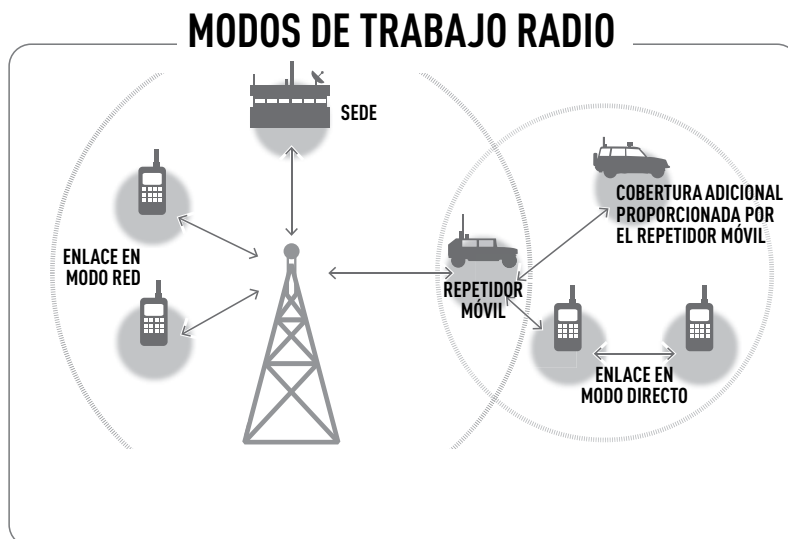 MODOS DE TRABAJO RADIO
SEDE
ENLACE EN
MODO RED
REPETIDOR
MÓVIL
COBERTURA ADICIONAL
PROPORCIONADA POR
EL REPETIDOR MÓVIL
ENLACE EN
MODO DIRECTO